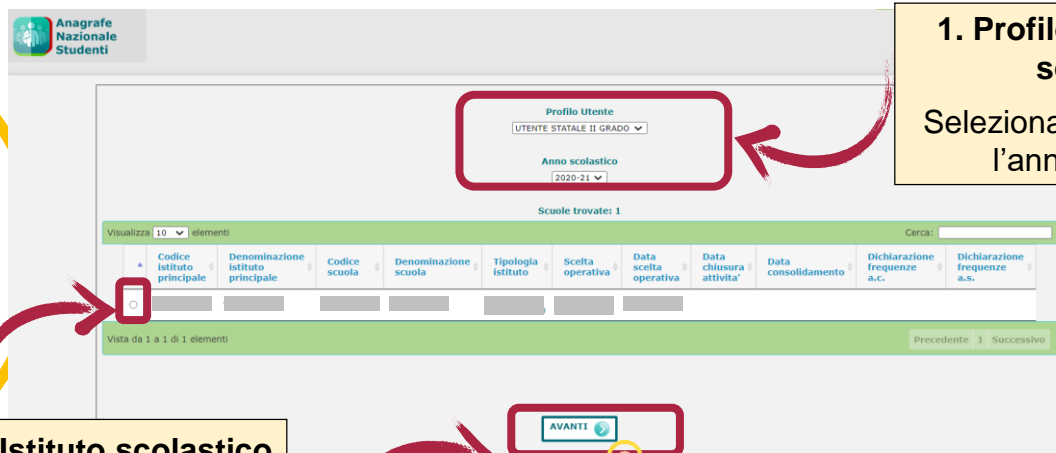 Anagrafe
Nazionale
Studenti
1. Profil
Seleziona
l'ann
Profilo Utente
UTENTE STATALE II GRADO
Anno scolastico
2020-21
Scuole trovate: 1
Visualizza 10 elementi
Cerca:
Codice istituto principale
Denominazione istituto principale
Codice scuola
Denominazione scuola
Tipologia istituto
Scelta operativa
Data scelta operativa
Data chiusura attivita'
Data consolidamento
Dichiarazione frequenze a.c.
Dichiarazione frequenze a.s.
Vista da 1 a 1 di 1 elementi
Precedente 1 Successivo
AVANTI
Istituto scolastico